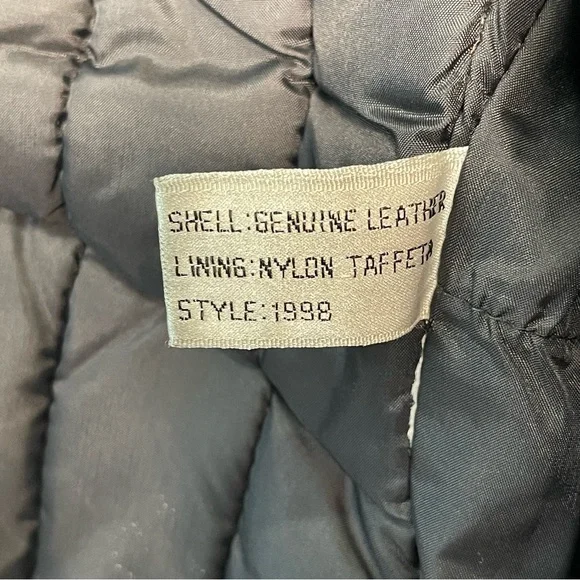 SHELL:GENUINE LEATHER
LINING:NYLON TAFFETA
STYLE:1998